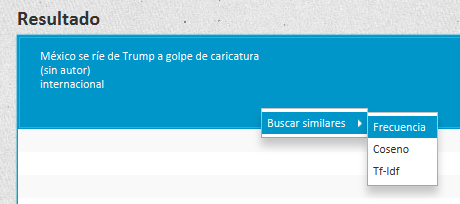 Resultado
México se ríe de Trump a golpe de caricatura
(sin autor)
internacional
Buscar similares
Frecuencia
Coseno
Tf-Idf